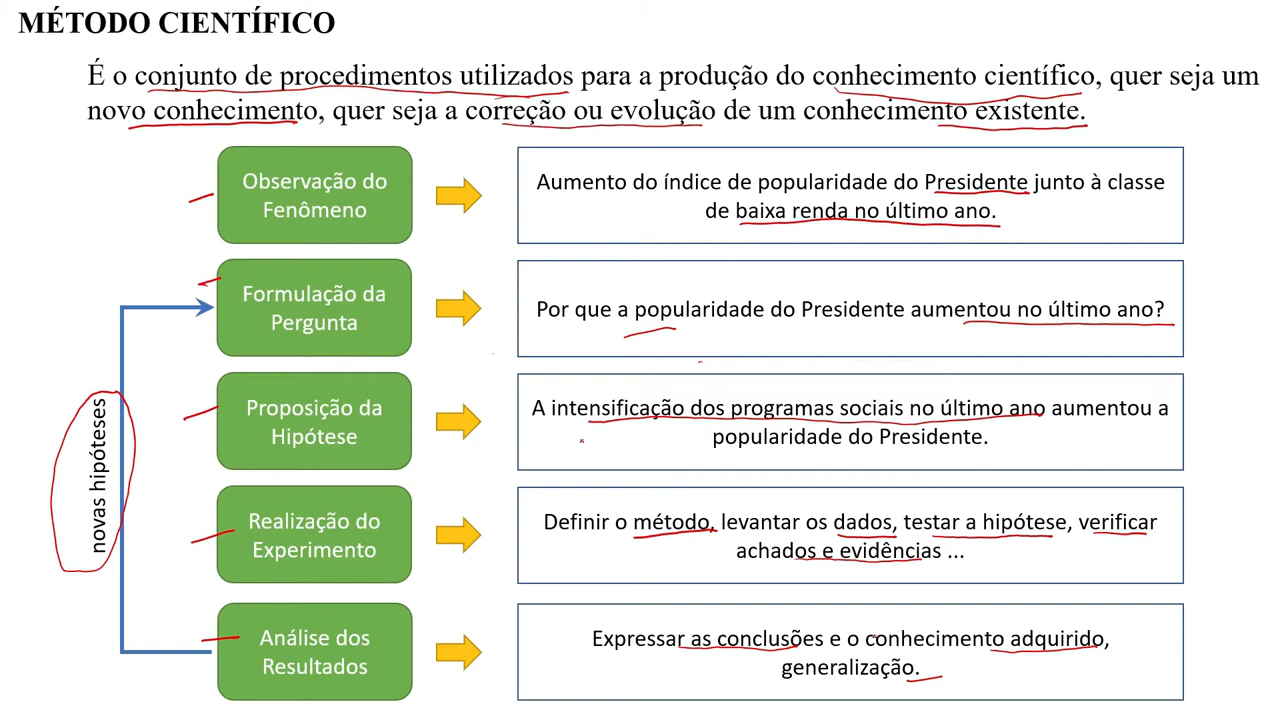 MÉTODO CIENTÍFICO
É o conjunto de procedimentos utilizados para a produção do conhecimento científico, quer seja um
novo conhecimento, quer seja a correção ou evolução de um conhecimento existente.
Observação do
Fenômeno
Aumento do índice de popularidade do Presidente junto à classe
de baixa renda no último ano.
Formulação da
Pergunta
Por que a popularidade do Presidente aumentou no último ano?
Proposição da
Hipótese
A intensificação dos programas sociais no último ano aumentou a
popularidade do Presidente.
novas hipóteses
Realização do
Experimento
Definir o método, levantar os dados, testar a hipótese, verificar
achados e evidências ...
Análise dos
Resultados
Expressar as conclusões e o conhecimento adquirido,
generalização.